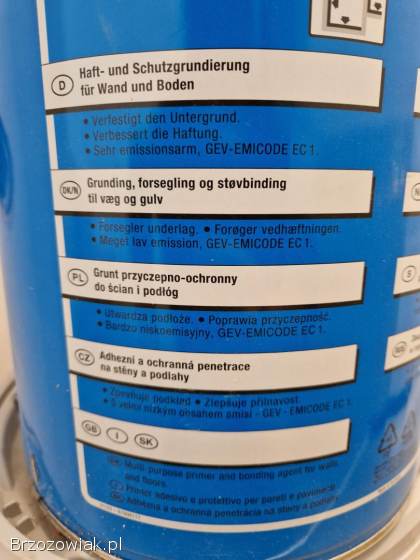 D
Haft- und Schutzgrundierung
für Wand und Boden
• Verfestigt den Untergrund.
• Verbessert die Haftung.
• Sehr emissionsarm, GEV-EMICODE EC 1.
DK/N
Grunding, forsegling og støvbinding
til væg og gulv
• Forsegler underlag. • Forøger vedhæftningen.
• Meget lav emission, GEV-EMICODE EC 1.
PL
Grunt przyczepno-ochronny
do ścian i podłóg
• utwardza podłoże. • Poprawia przyczepność.
• Bardzo niskoemisyjny, GEV-EMICODE EC 1.
CZ
Adhezní a ochranná penetrace
na stěny a podlahy
• Zpevňuje podklad • Zlepšuje přilnavost.
• S velmi nízkým obsahem emisí - GEV - EMICODE EC 1.
GB I SK
Multi purpose primer and bonding agent for walls
and floors.
Primer adesivo e protettivo per pareti e pavimenti
Adhézna a ochranná penetrácia na steny a podlahy
S
Brzozowiak.pl